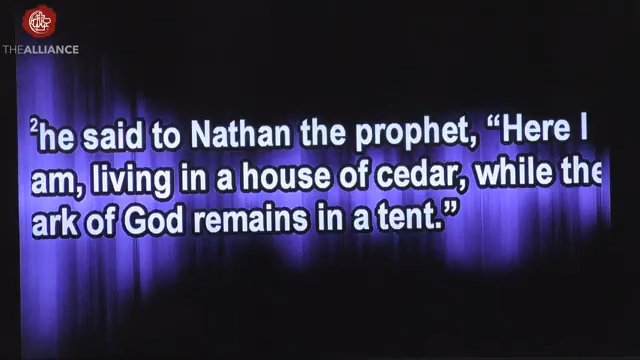 THEALLIANCE
²he said to Nathan the prophet, “Here I
am, living in a house of cedar, while the
ark of God remains in a tent.”